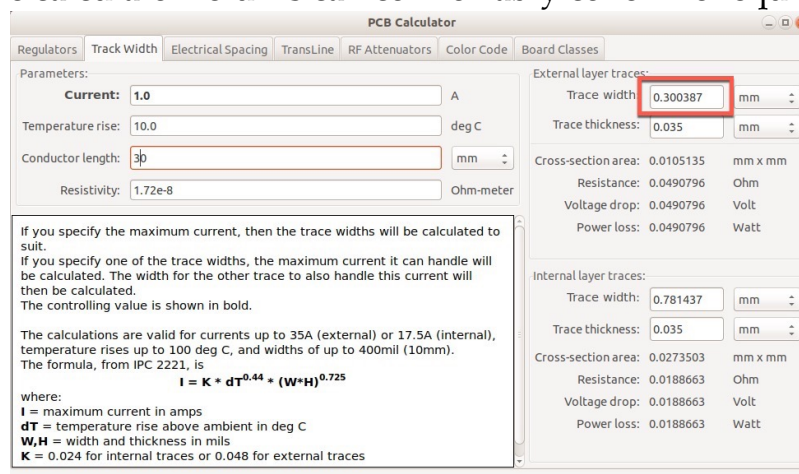 PCB Calculator
Regulators Track Width Electrical Spacing TransLine RF Attenuators Color Code Board Classes
Parameters:
Current: 1.0 A
Temperature rise: 10.0 deg C
Conductor length: 30 mm
Resistivity: 1.72e-8 Ohm-meter
If you specify the maximum current, then the trace widths will be calculated to
suit.
If you specify one of the trace widths, the maximum current it can handle will
be calculated. The width for the other trace to also handle this current will
then be calculated.
The controlling value is shown in bold.
The calculations are valid for currents up to 35A (external) or 17.5A (internal),
temperature rises up to 100 deg C, and widths of up to 400mil (10mm).
The formula, from IPC 2221, is
I = K * dT^0.44 * (W*H)^0.725
where:
I = maximum current in amps
dT = temperature rise above ambient in deg C
W,H = width and thickness in mils
K = 0.024 for internal traces or 0.048 for external traces
External layer traces:
Trace width: 0.300387 mm
Trace thickness: 0.035 mm
Cross-section area: 0.0105135 mm x mm
Resistance: 0.0490796 Ohm
Voltage drop: 0.0490796 Volt
Power loss: 0.0490796 Watt
Internal layer traces:
Trace width: 0.781437 mm
Trace thickness: 0.035 mm
Cross-section area: 0.0273503 mm x mm
Resistance: 0.0188663 Ohm
Voltage drop: 0.0188663 Volt
Power loss: 0.0188663 Watt